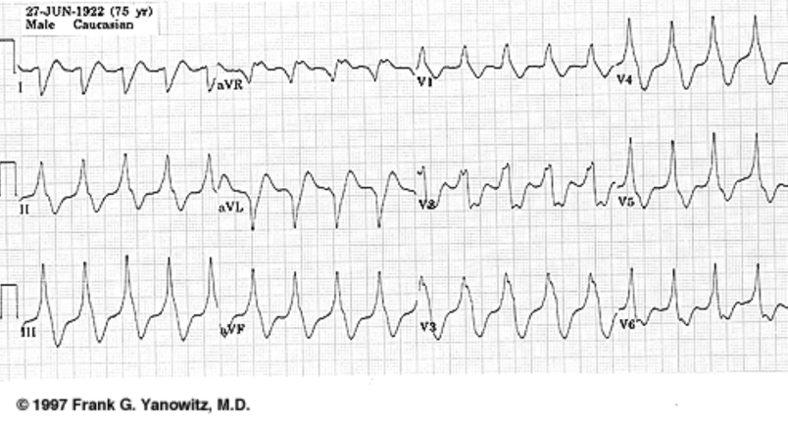 27-JUN-1922 (75 yr)
Male Caucasian
I aVR V1 V4
II aVL V2 V5
III aVF V3 V6
© 1997 Frank G. Yanowitz, M.D.